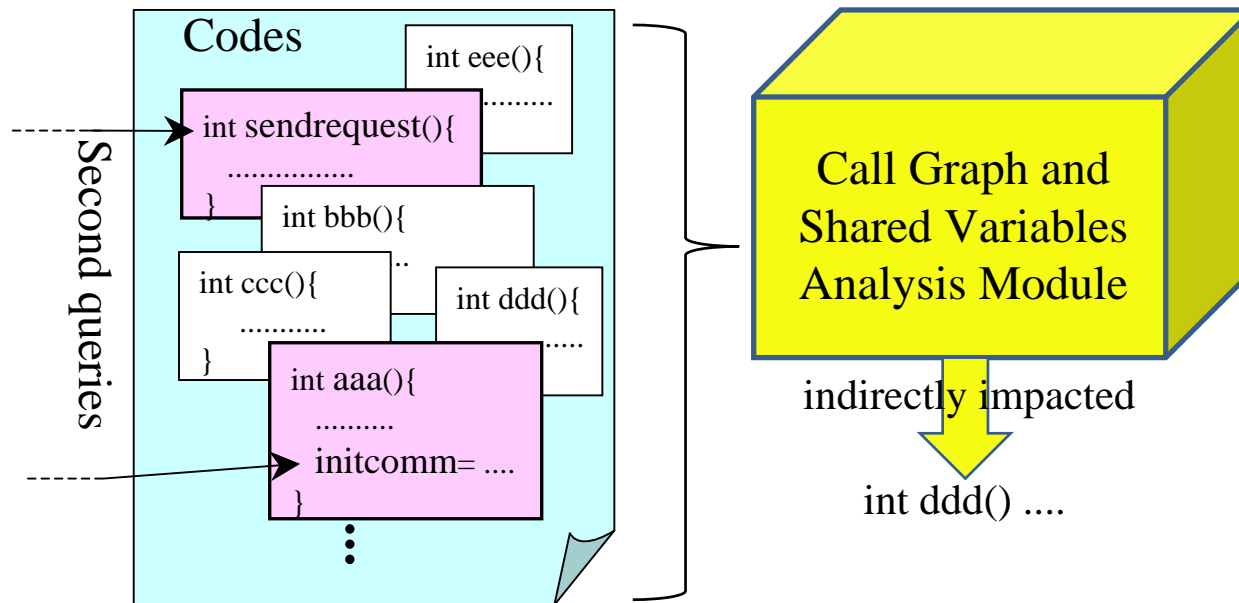 Codes
int eee(){
.........
int sendrequest(){
................
}
int bbb(){
..
int ccc(){
...........
}
int ddd(){
.....
int aaa(){
..........
initcomm= ....
}
Second queries
Call Graph and
Shared Variables
Analysis Module
indirectly impacted
int ddd() ....